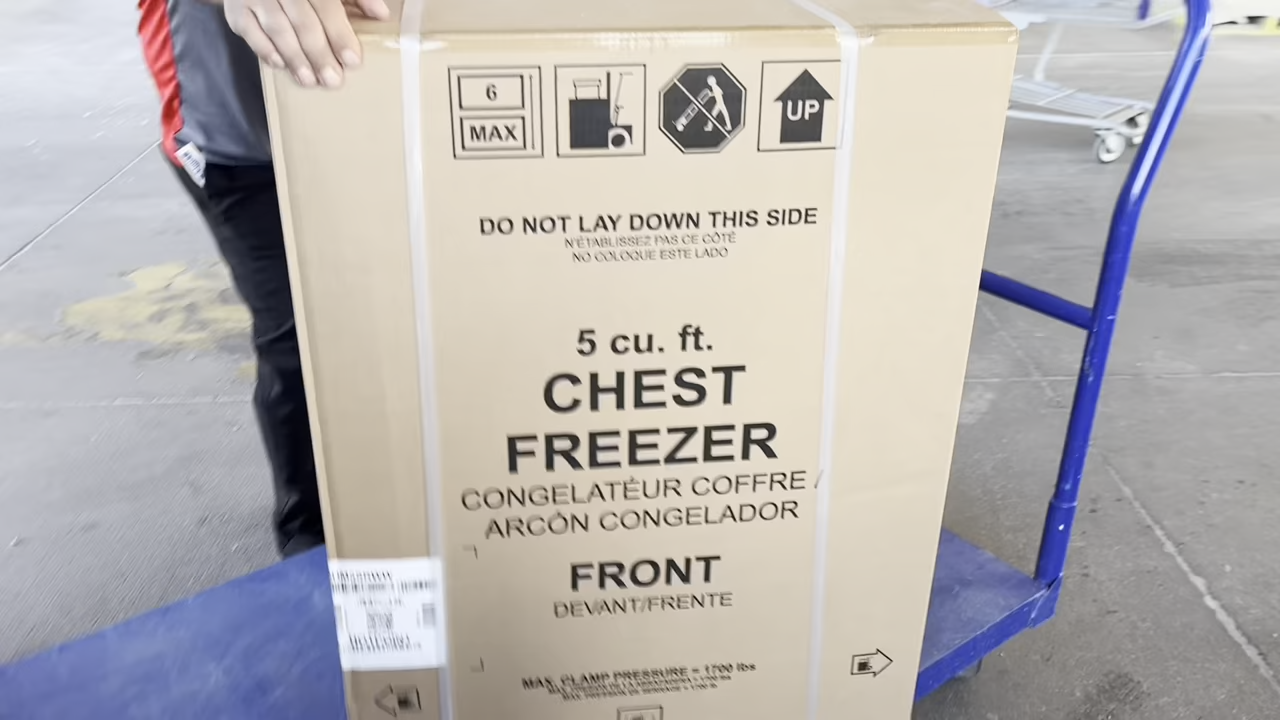 6
MAX
UP
DO NOT LAY DOWN THIS SIDE
N'ÉTABLISSEZ PAS CE CÔTÉ
NO COLOQUE ESTE LADO
5 cu. ft.
CHEST
FREEZER
CONGELATÉUR COFFRE /
ARCÓN CONGELADOR
FRONT
DEVANT/FRENTE
MAX. CLAMP PRESSURE = 1700 lbs